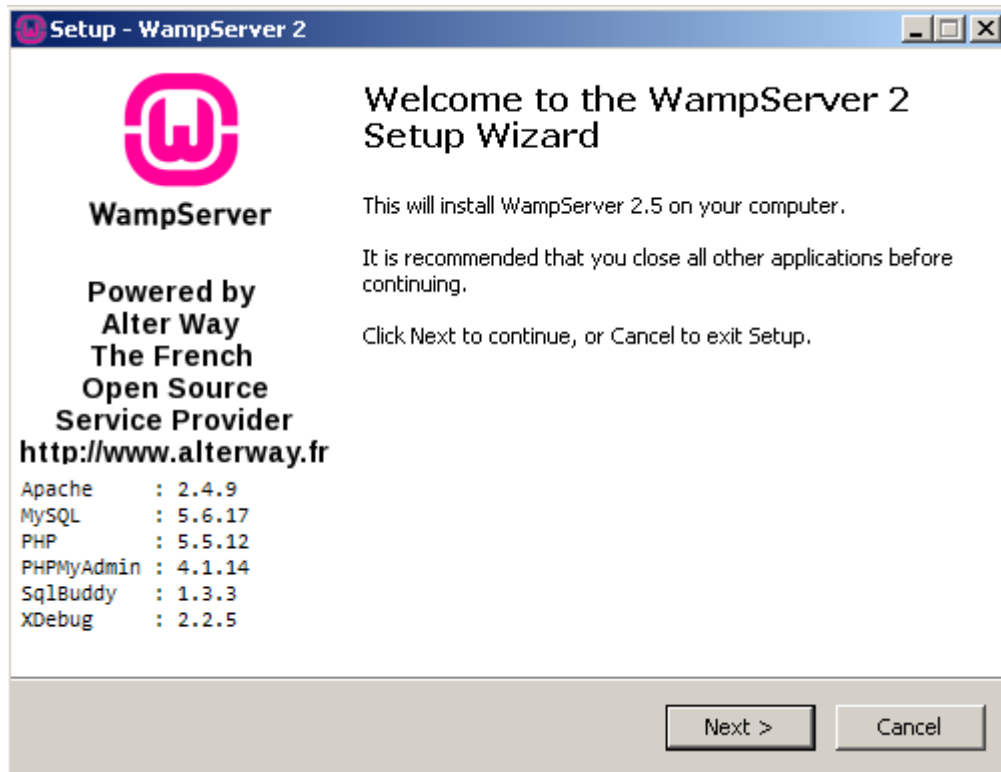 Setup - WampServer 2
W
WampServer
Powered by
Alter Way
The French
Open Source
Service Provider
http://www.alterway.fr
Apache : 2.4.9
MySQL : 5.6.17
PHP : 5.5.12
PHPMyAdmin : 4.1.14
SqlBuddy : 1.3.3
XDebug : 2.2.5
Welcome to the WampServer 2
Setup Wizard
This will install WampServer 2.5 on your computer.
It is recommended that you close all other applications before
continuing.
Click Next to continue, or Cancel to exit Setup.
Next >
Cancel